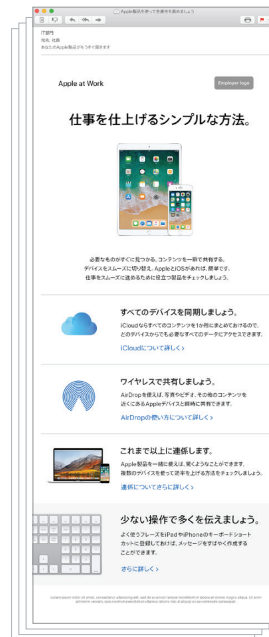 Apple製品を使って生産性を高めましょう
IT部門
宛先: 社員
あなたのApple製品がもうすぐ届きます
Apple at Work
Employer logo
仕事を仕上げるシンプルな方法。
必要なものがすぐに見つかる。コンテンツを一瞬で共有する。
デバイスをスムーズに切り替え。AppleとiOSがあれば、簡単です。
仕事をスムーズに進めるために役立つ製品をチェックしましょう。
すべてのデバイスを同期しましょう。
iCloudならすべてのコンテンツを1か所にまとめておけるので、
どのデバイスからでも必要なすべてのデータにアクセスできます。
iCloudについて詳しく >
ワイヤレスで共有しましょう。
AirDropを使えば、写真やビデオ、その他のコンテンツを
近くにあるAppleデバイスと瞬時に共有できます。
AirDropの使い方について詳しく >
これまで以上に連係します。
Apple製品を一緒に使えば、驚くようなことができます。
複数のデバイスを使って効率を上げる方法をチェックしましょう。
連係についてさらに詳しく >
少ない操作で多くを伝えましょう。
よく使うフレーズをiPadやiPhoneのキーボードショート
カットに登録しておけば、メッセージをすばやく作成する
ことができます。
さらに詳しく >